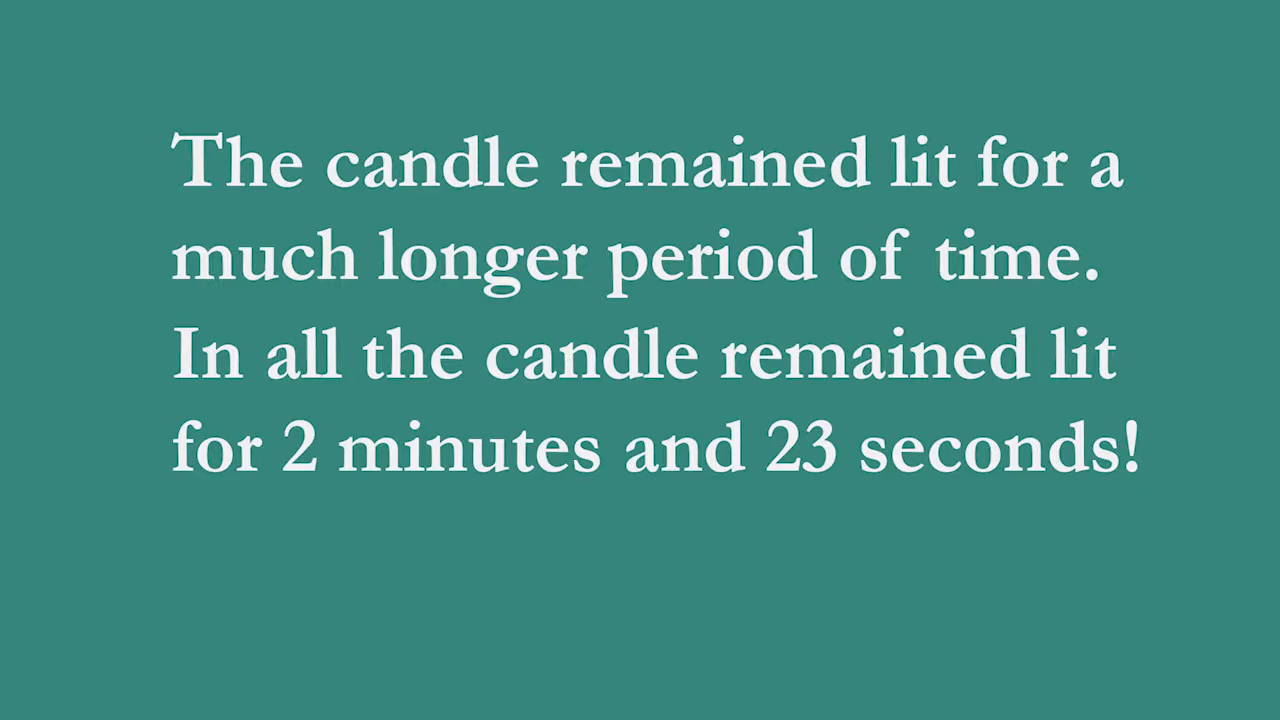 The candle remained lit for a
much longer period of time.
In all the candle remained lit
for 2 minutes and 23 seconds!